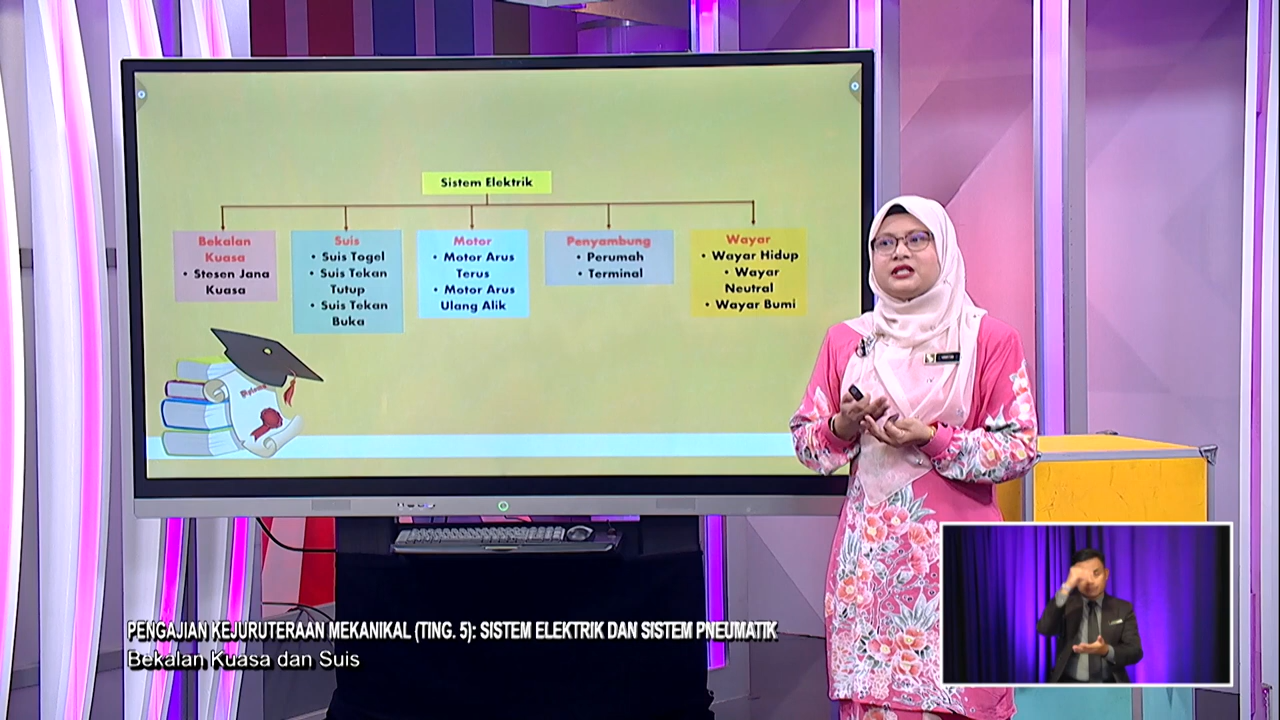 Sistem Elektrik
Bekalan
Kuasa
• Stesen Jana
Kuasa
Suis
• Suis Togel
• Suis Tekan
Tutup
• Suis Tekan
Buka
Motor
• Motor Arus
Terus
• Motor Arus
Ulang Alik
Penyambung
• Perumah
• Terminal
Wayar
• Wayar Hidup
• Wayar
Neutral
• Wayar Bumi
PENGAJIAN KEJURUTERAAN MEKANIKAL (TING. 5): SISTEM ELEKTRIK DAN SISTEM PNEUMATIK
Bekalan Kuasa dan Suis